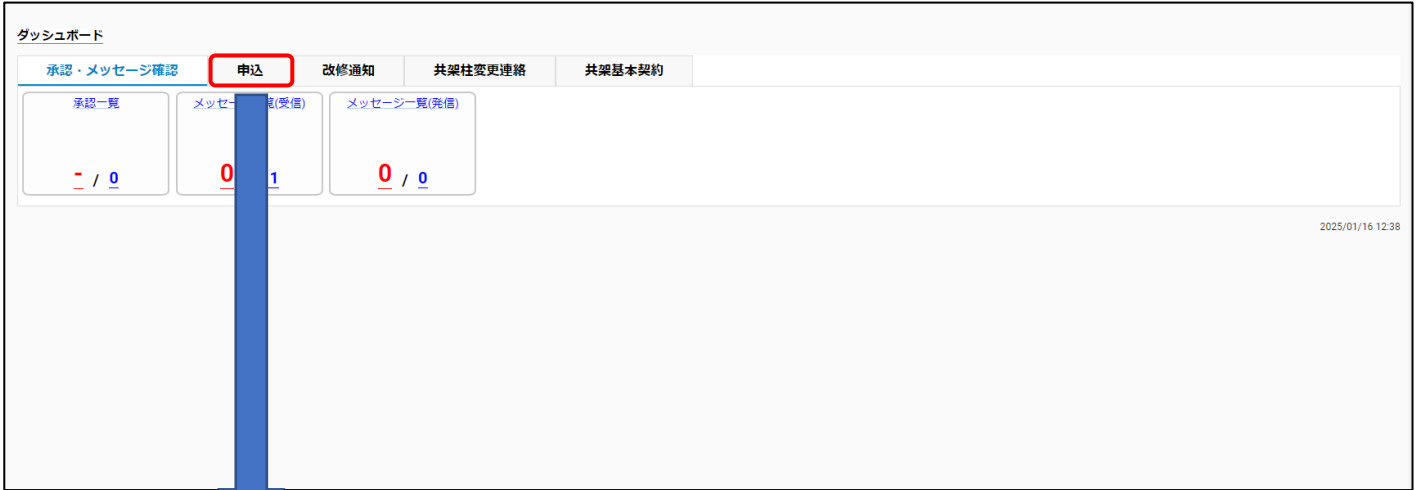 ダッシュボード
承認・メッセージ確認 申込 改修通知 共架柱変更連絡 共架基本契約
承認一覧 メッセー 覧(受信) メッセージ一覧(発信)
- / 0 0 1 0 / 0
2025/01/16 12:38